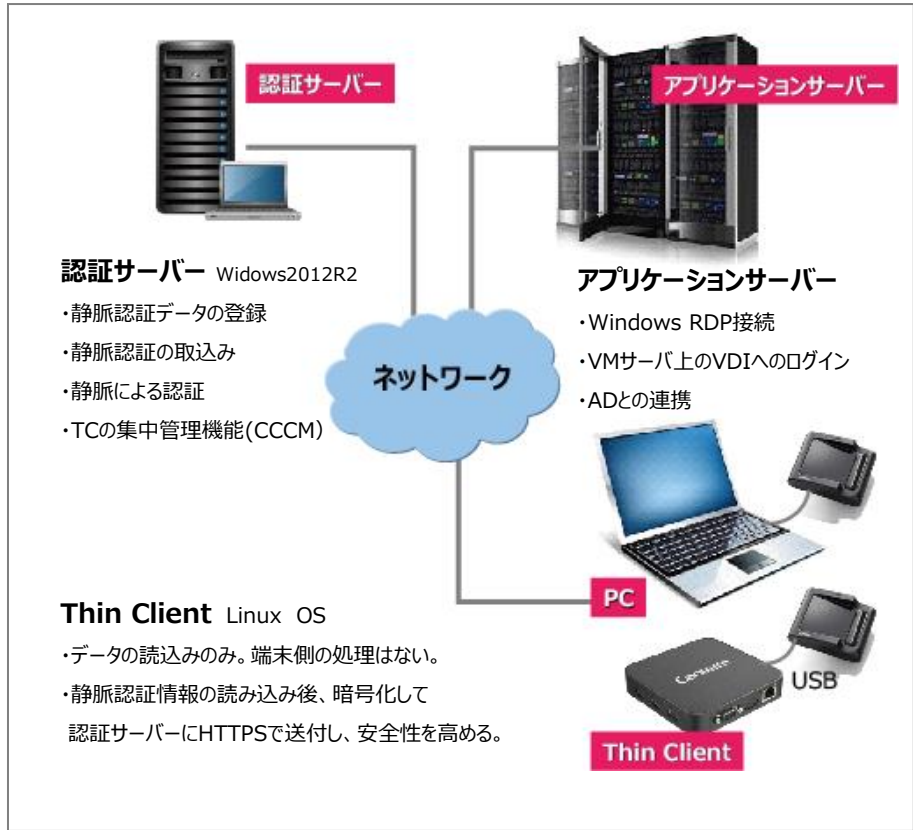 認証サーバー
アプリケーションサーバー
認証サーバー Widows2012R2
・静脈認証データの登録
・静脈認証の取込み
・静脈による認証
・TCの集中管理機能(CCCM)
アプリケーションサーバー
・Windows RDP接続
・VMサーバ上のVDIへのログイン
・ADとの連携
ネットワーク
PC
Thin Client Linux OS
・データの読込みのみ。端末側の処理はない。
・静脈認証情報の読み込み後、暗号化して
認証サーバーにHTTPSで送付し、安全性を高める。
USB
Thin Client